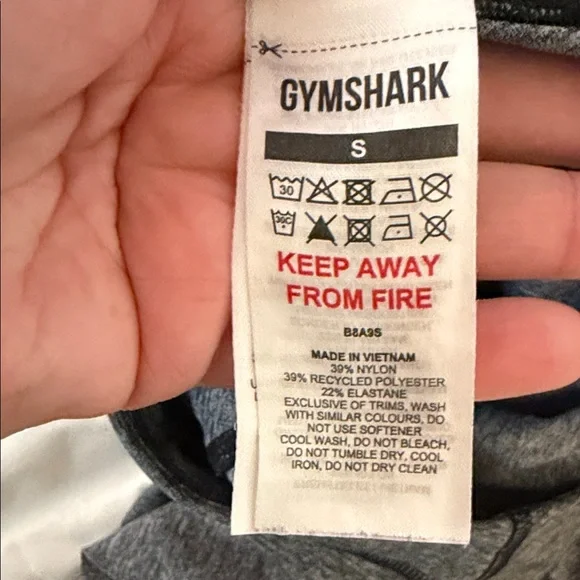 GYMSHARK
S
30
30C
KEEP AWAY
FROM FIRE
B8A9S
MADE IN VIETNAM
39% NYLON
39% RECYCLED POLYESTER
22% ELASTANE
EXCLUSIVE OF TRIMS, WASH
WITH SIMILAR COLOURS, DO
NOT USE SOFTENER
COOL WASH, DO NOT BLEACH,
DO NOT TUMBLE DRY, COOL
IRON, DO NOT DRY CLEAN